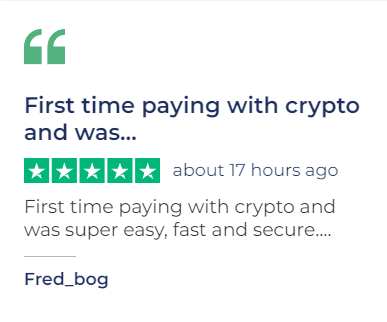 First time paying with crypto
and was...
about 17 hours ago
First time paying with crypto and
was super easy, fast and secure....
Fred_bog